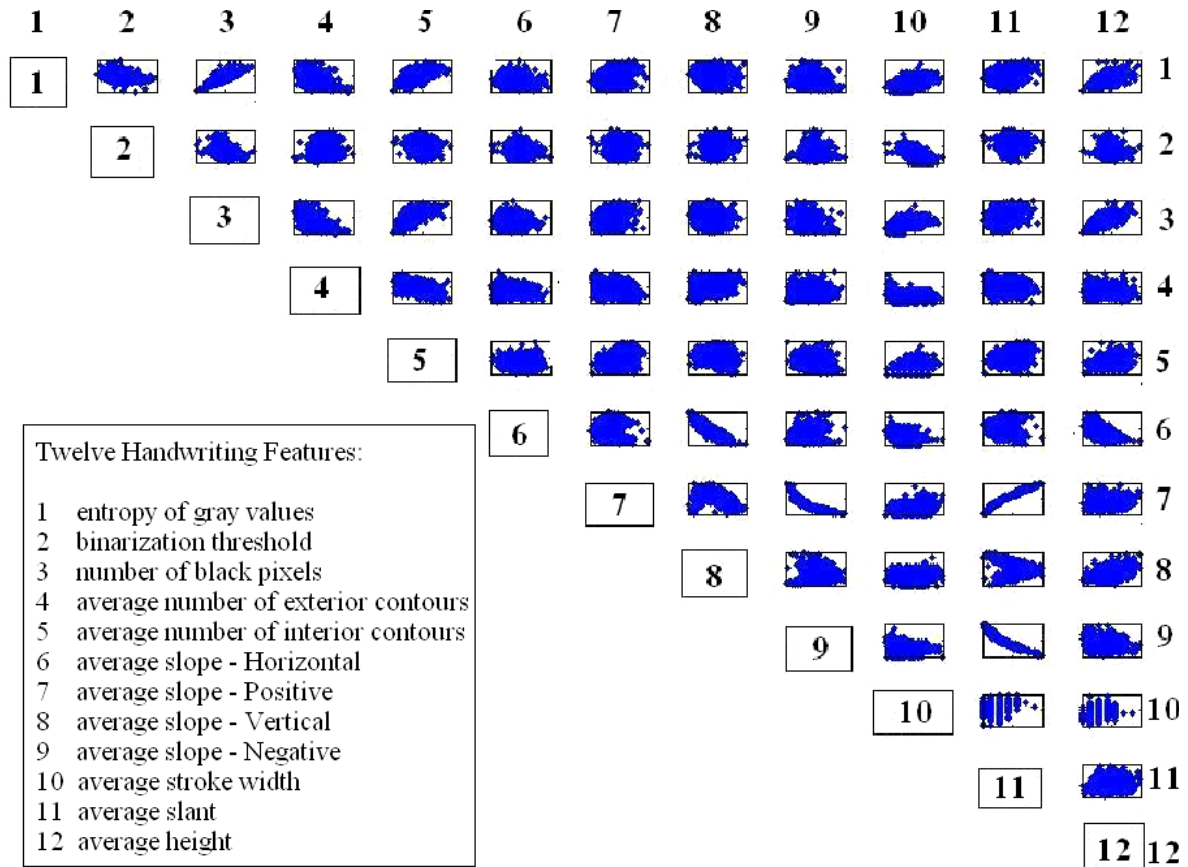 1 2 3 4 5 6 7 8 9 10 11 12
1 1
2 2
3 3
4 4
5 5
6 6
7 7
8 8
9 9
10 10
11 11
12 12
Twelve Handwriting Features:
1 entropy of gray values
2 binarization threshold
3 number of black pixels
4 average number of exterior contours
5 average number of interior contours
6 average slope - Horizontal
7 average slope - Positive
8 average slope - Vertical
9 average slope - Negative
10 average stroke width
11 average slant
12 average height